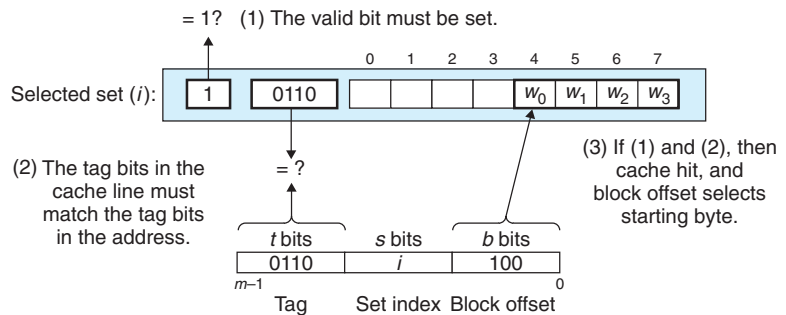 = 1? (1) The valid bit must be set.
0 1 2 3 4 5 6 7
Selected set (i): 1 0110 w0 w1 w2 w3
(2) The tag bits in the
cache line must
match the tag bits
in the address.
= ?
(3) If (1) and (2), then
cache hit, and
block offset selects
starting byte.
t bits s bits b bits
0110 i 100
m–1 0
Tag Set index Block offset